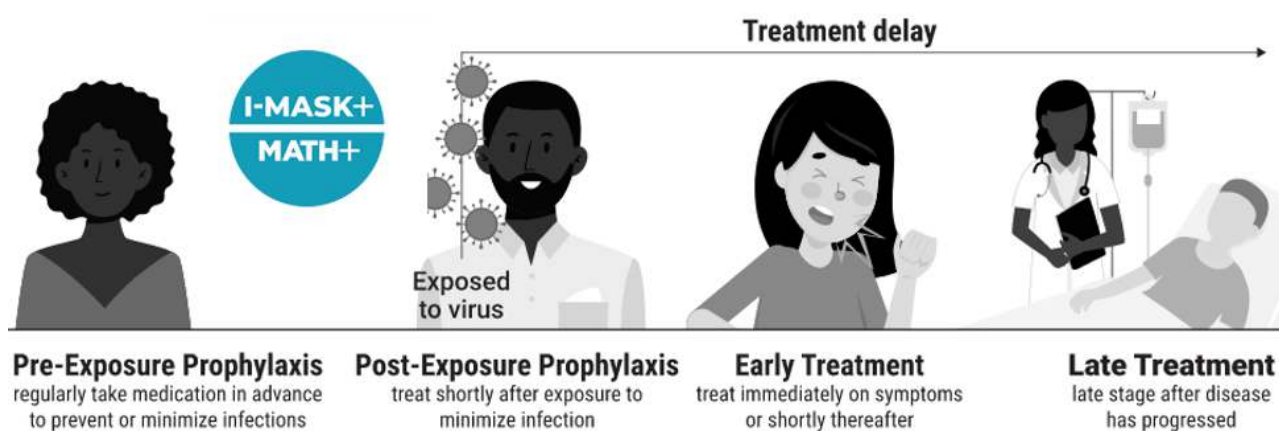 Treatment delay
I-MASK+
MATH+
Exposed
to virus
Pre-Exposure Prophylaxis
regularly take medication in advance
to prevent or minimize infections
Post-Exposure Prophylaxis
treat shortly after exposure to
minimize infection
Early Treatment
treat immediately on symptoms
or shortly thereafter
Late Treatment
late stage after disease
has progressed